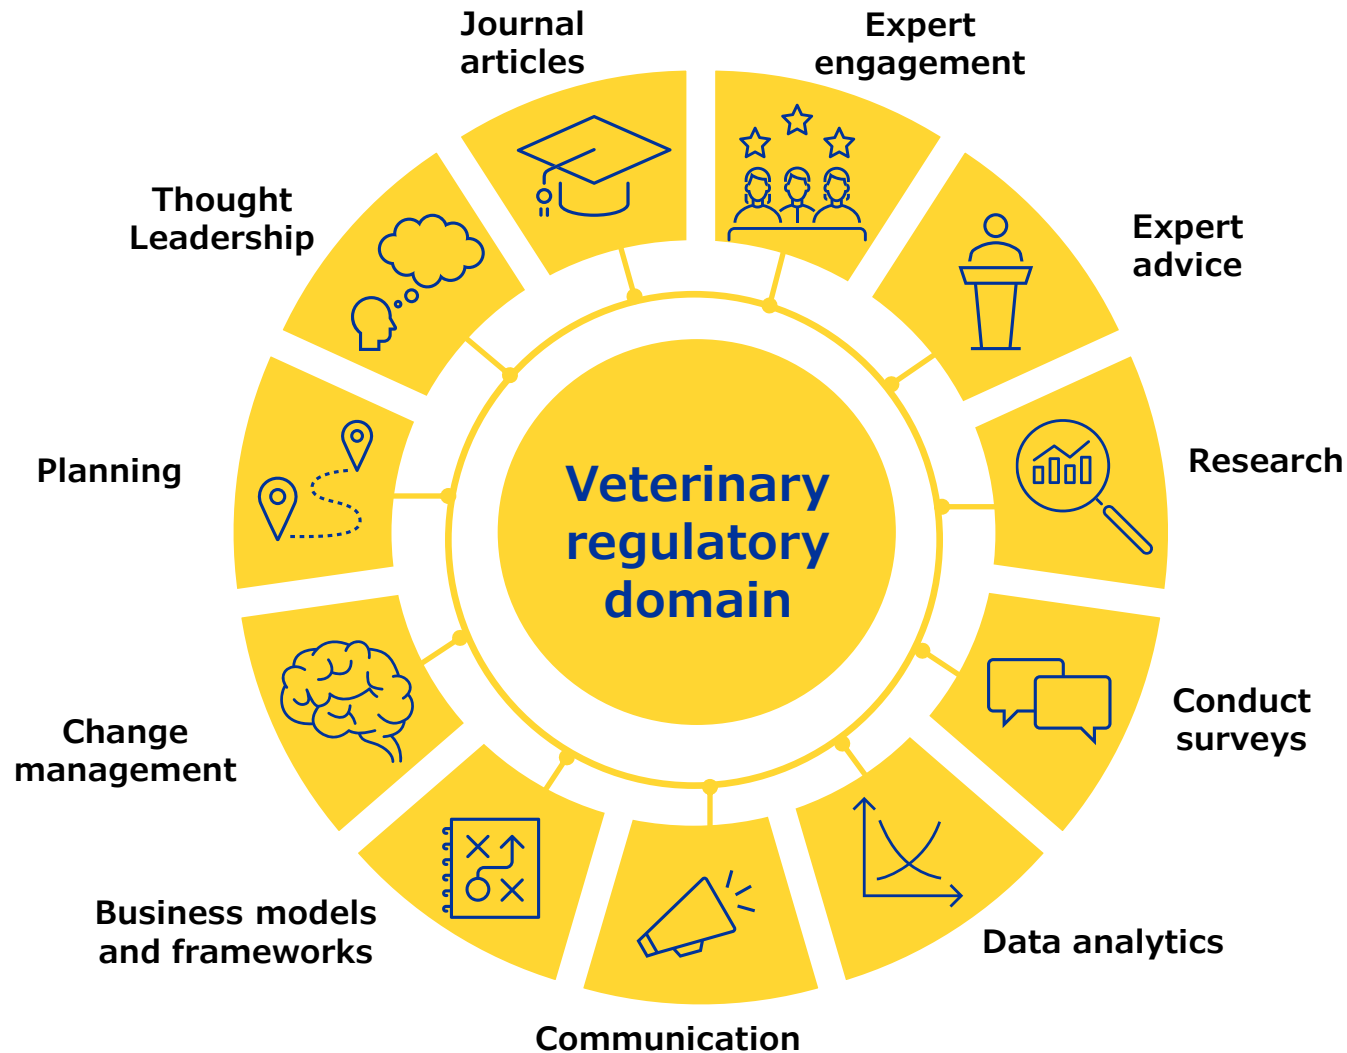 Journal
articles
Expert
engagement
Thought
Leadership
Expert
advice
Planning
Research
Veterinary
regulatory
domain
Change
management
Conduct
surveys
Business models
and frameworks
Data analytics
Communication